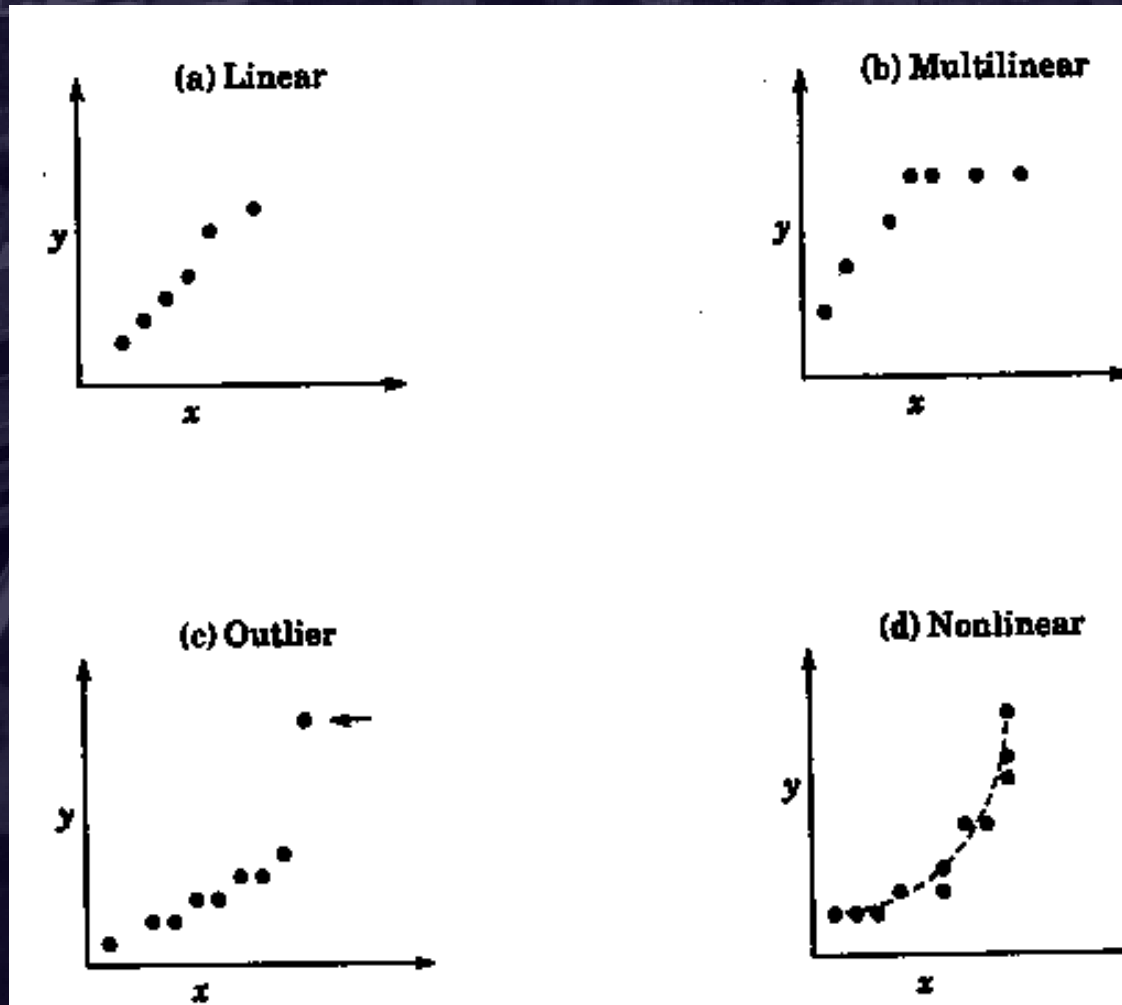 (a) Linear
y
x
(b) Multilinear
y
x
(c) Outlier
y
x
(d) Nonlinear
y
x